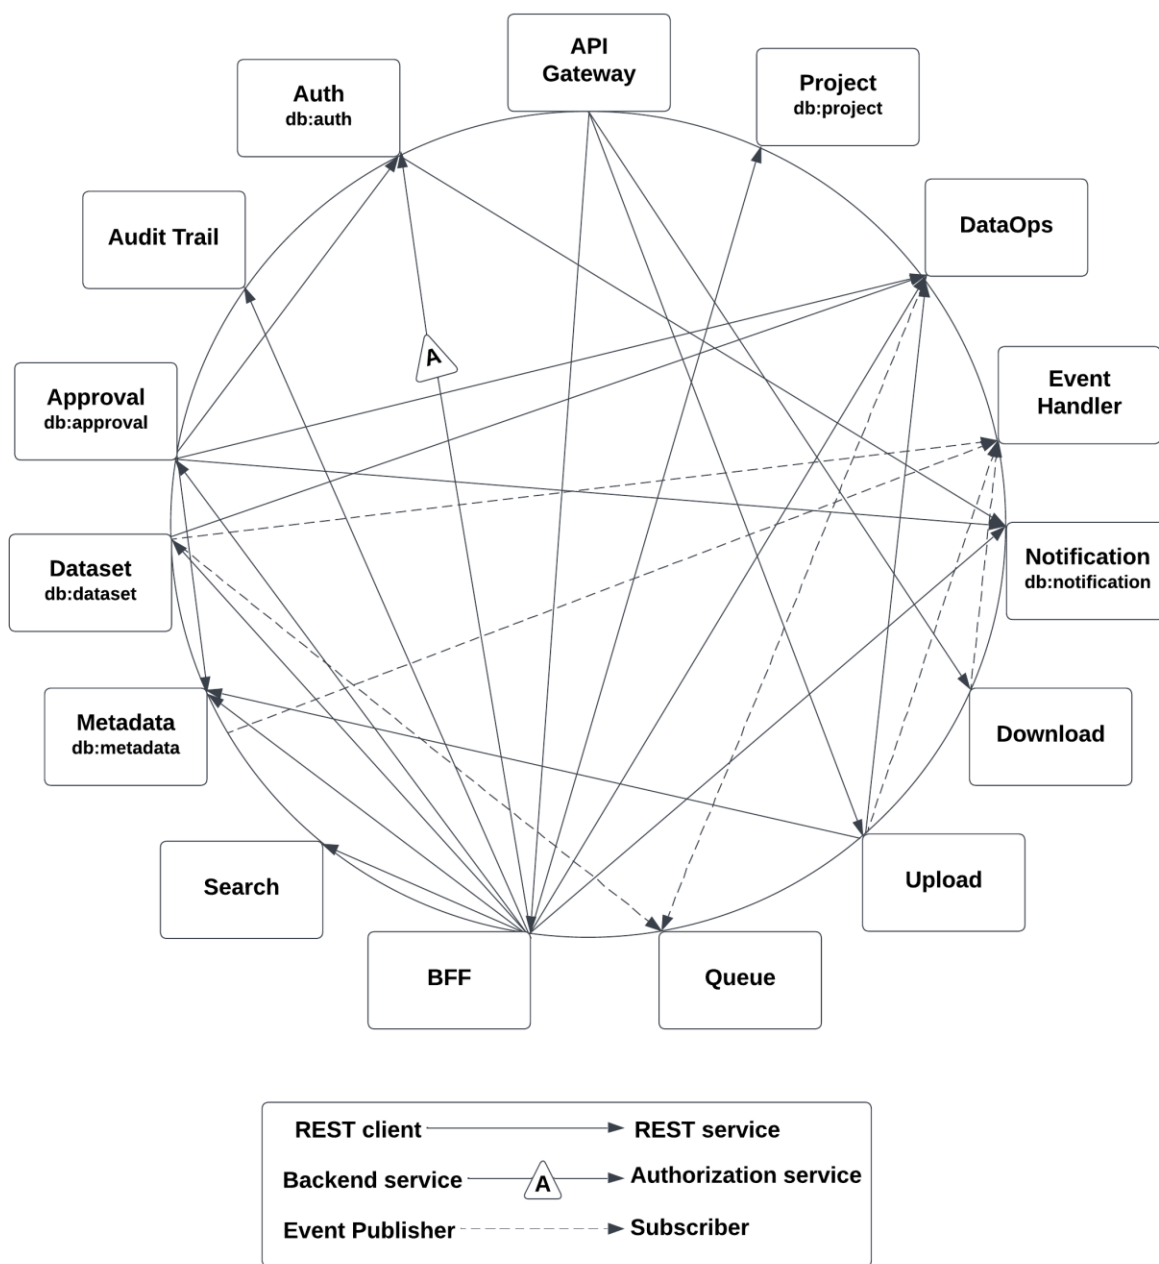 API
Gateway
Project
db:project
Auth
db:auth
DataOps
Audit Trail
Event
Handler
A
Approval
db:approval
Notification
db:notification
Dataset
db:dataset
Metadata
db:metadata
Download
Search
Upload
BFF
Queue
REST client REST service
Backend service A Authorization service
Event Publisher Subscriber